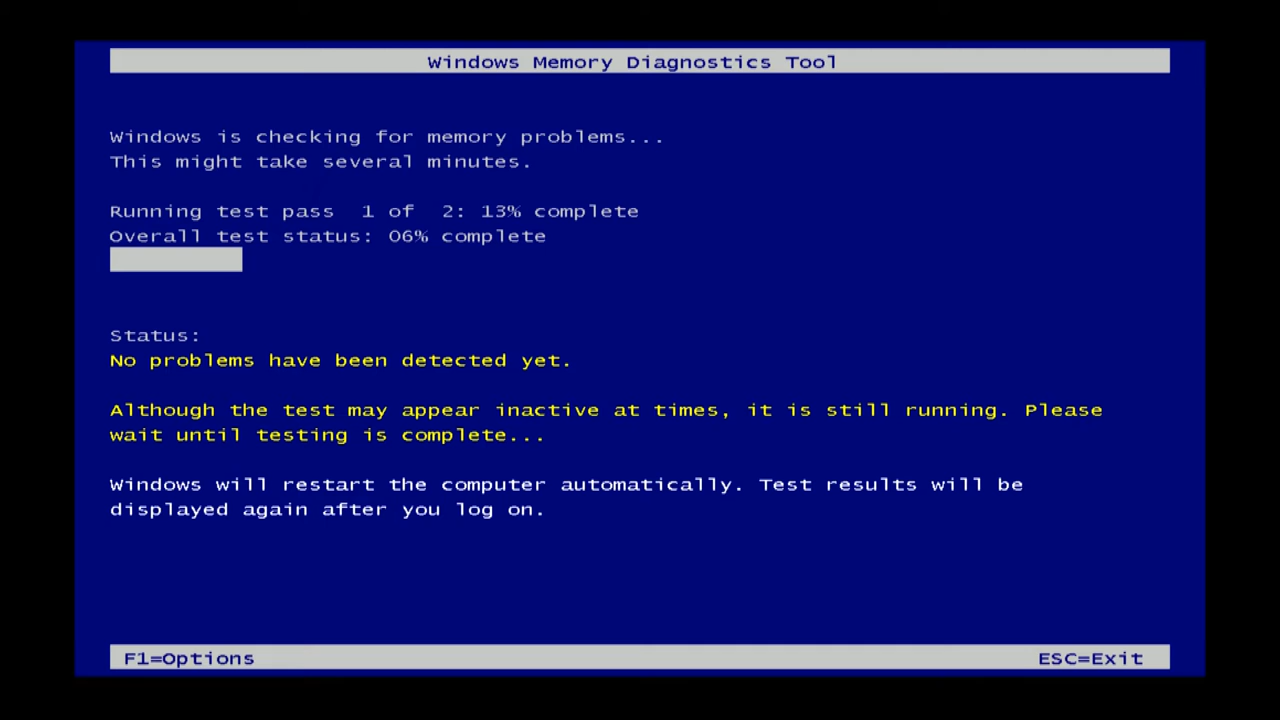 Windows Memory Diagnostics Tool
Windows is checking for memory problems...
This might take several minutes.
Running test pass  1 of  2: 13% complete
Overall test status: 06% complete
Status:
No problems have been detected yet.
Although the test may appear inactive at times, it is still running. Please
wait until testing is complete...
Windows will restart the computer automatically. Test results will be
displayed again after you log on.
F1=Options ESC=Exit